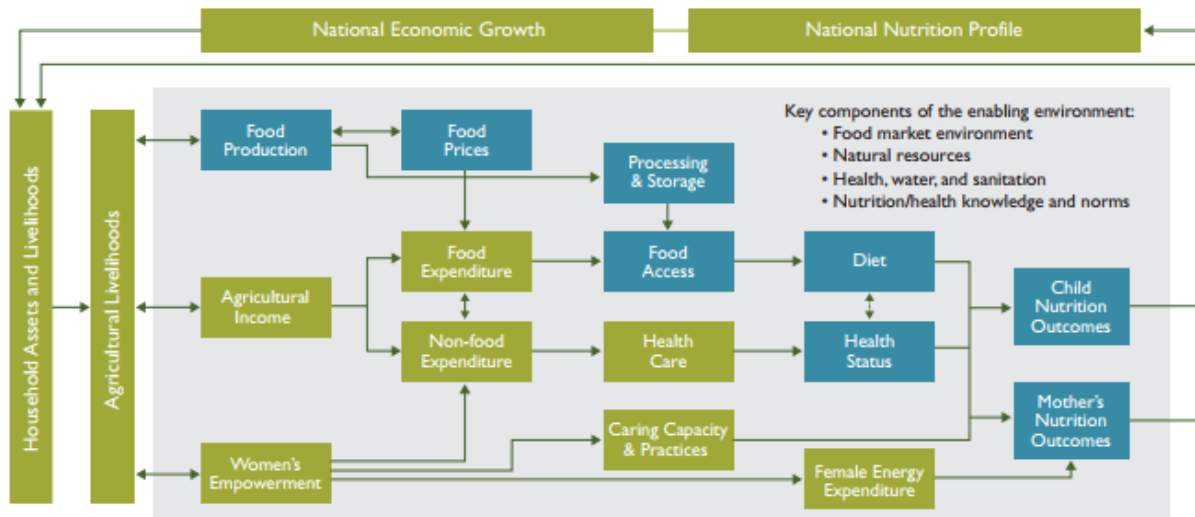 National Economic Growth
National Nutrition Profile
Household Assets and Livelihoods
Agricultural Livelihoods
Key components of the enabling environment:
• Food market environment
• Natural resources
• Health, water, and sanitation
• Nutrition/health knowledge and norms
Food
Production
Food
Prices
Processing
& Storage
Food
Expenditure
Food
Access
Diet
Agricultural
Income
Child
Nutrition
Outcomes
Non-food
Expenditure
Health
Care
Health
Status
Mother's
Nutrition
Outcomes
Women's
Empowerment
Caring Capacity
& Practices
Female Energy
Expenditure